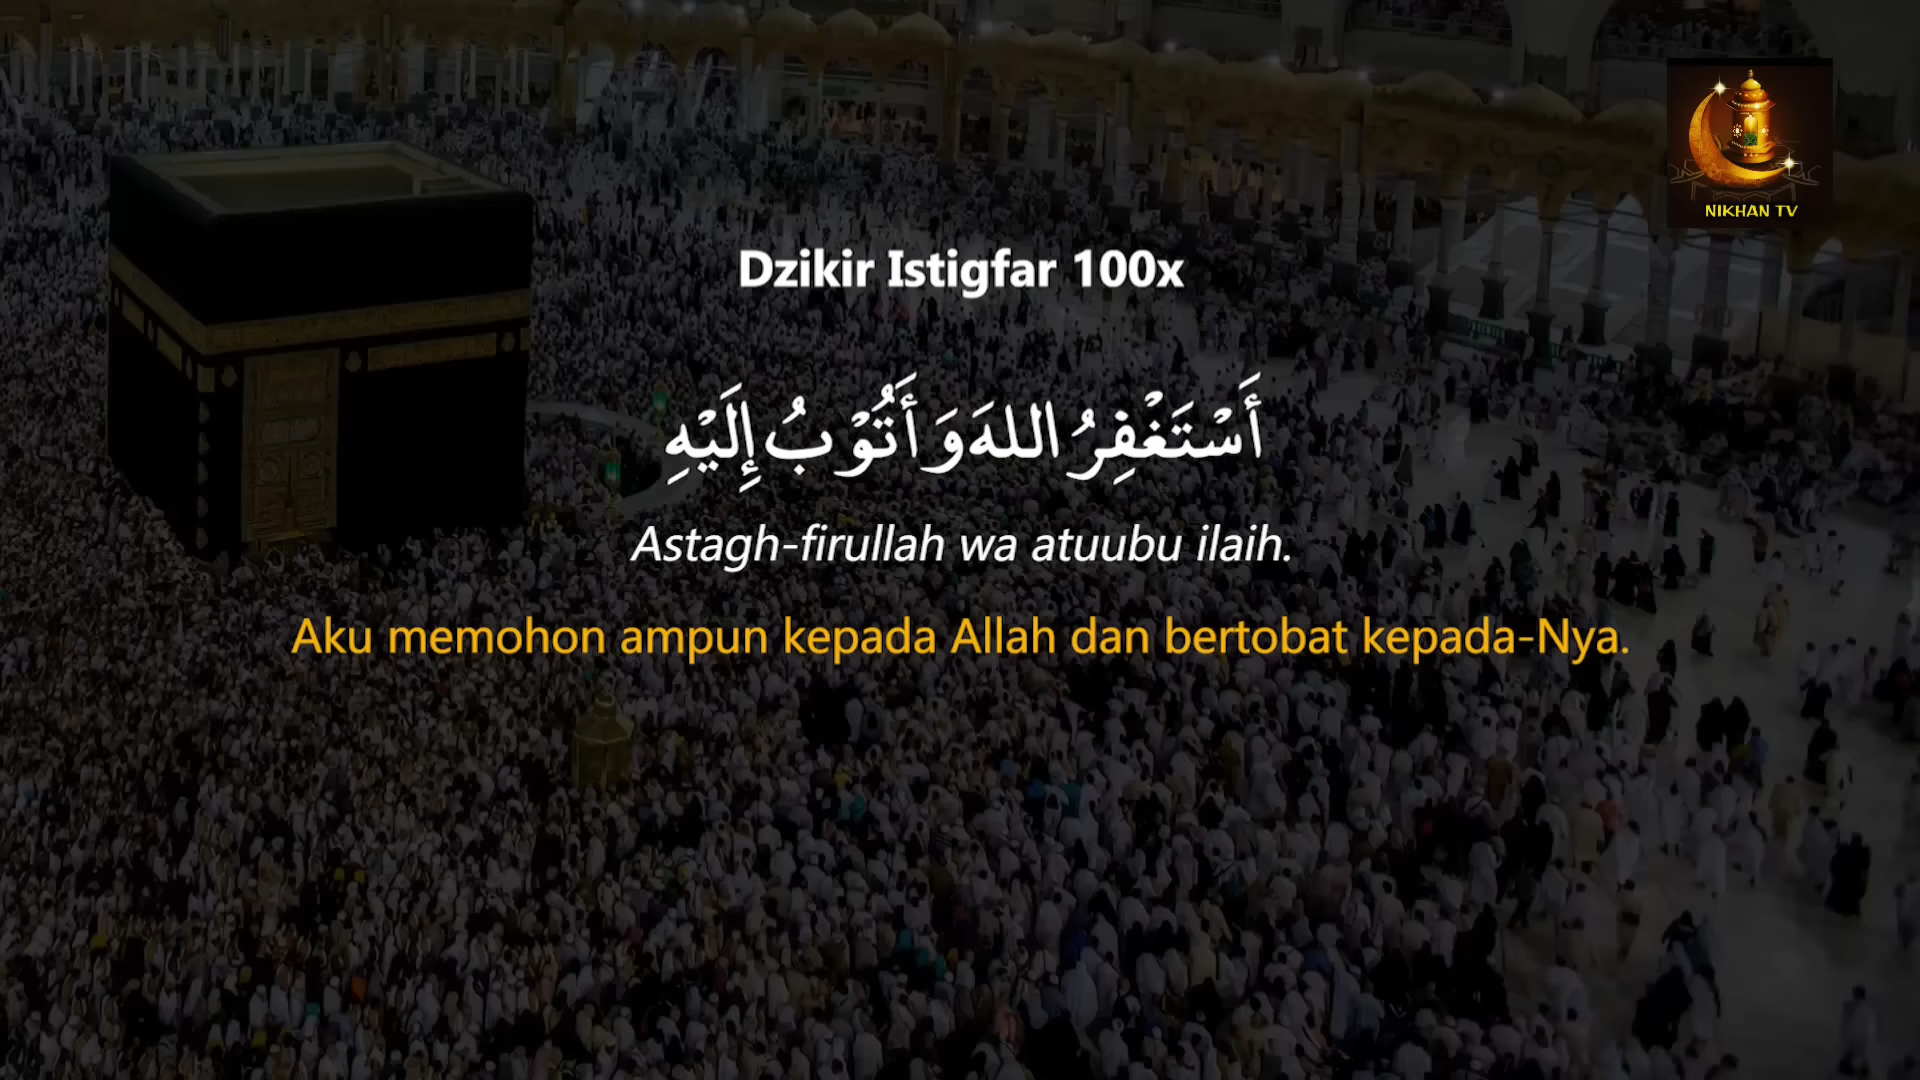 NIKHAN TV
Dzikir Istigfar 100x
أَسْتَغْفِرُ اللهَ وَ أَتُوْبُ إِلَيْهِ
Astagh-firullah wa atuubu ilaih.
Aku memohon ampun kepada Allah dan bertobat kepada-Nya.